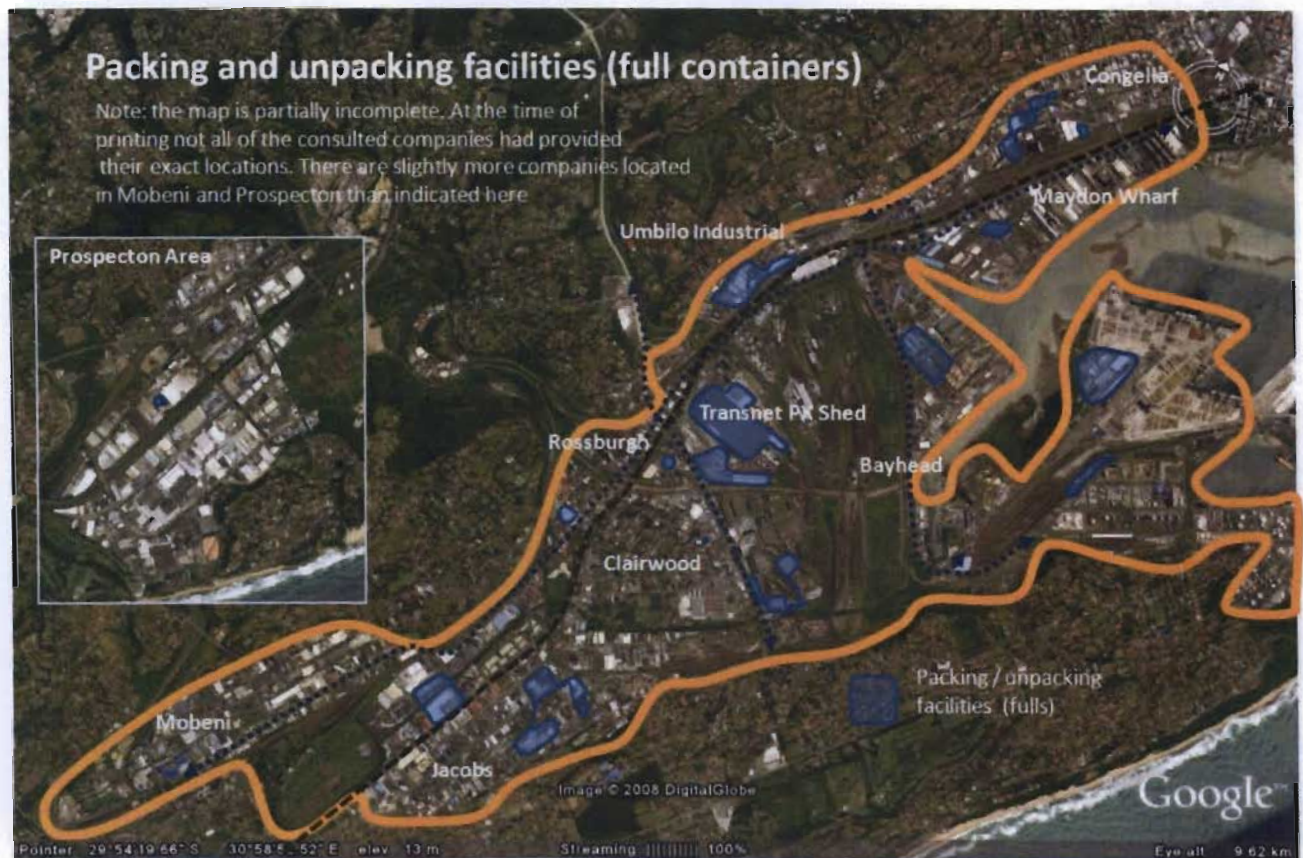 Packing and unpacking facilities (full containers)
Note: the map is partially incomplete. At the time of
printing not all of the consulted companies had provided
their exact locations. There are slightly more companies located
in Mobeni and Prospecton than indicated here
Congella
Maydon Wharf
Umbilo Industrial
Prospecton Area
Transnet PX Shed
Rossburgh
Bayhead
Clairwood
Packing / unpacking
facilities (fulls)
Mobeni
Jacobs
Image © 2008 DigitalGlobe
Google™
Pointer 29°54'19.66" S 30°58'5 .52" E elev 13 m Streaming ||||||||| 100% Eye alt 9.62 km